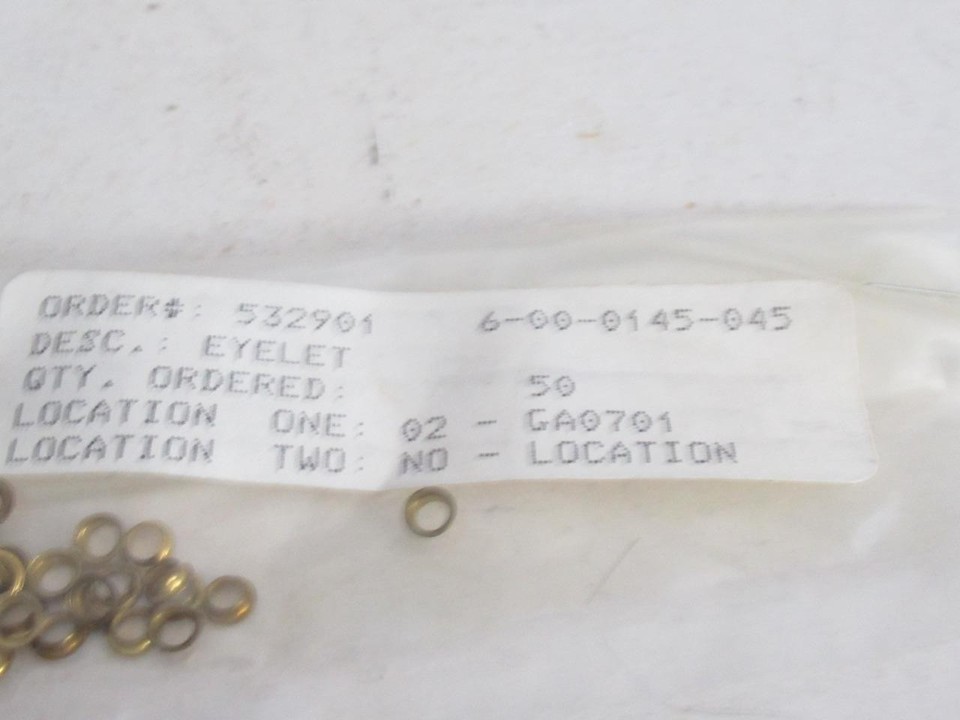 ORDER#: 532901 6-00-0145-045
DESC.: EYELET
QTY. ORDERED: 50
LOCATION ONE: 02 - GA0701
LOCATION TWO: NO - LOCATION